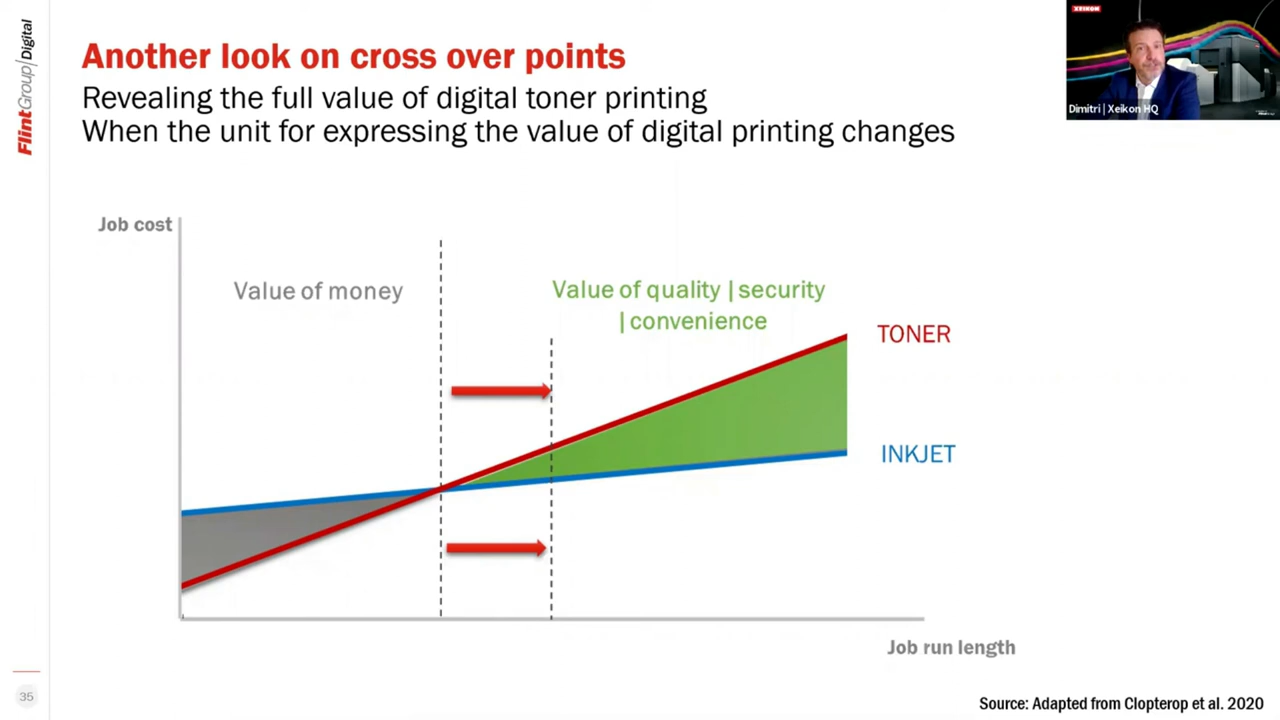 FlintGroup|Digital
Another look on cross over points
Revealing the full value of digital toner printing
When the unit for expressing the value of digital printing changes
XEIKON
Dimitri | Xeikon HQ
Job cost
Value of money
Value of quality | security
| convenience
TONER
INKJET
Job run length
35
Source: Adapted from Clopterop et al. 2020